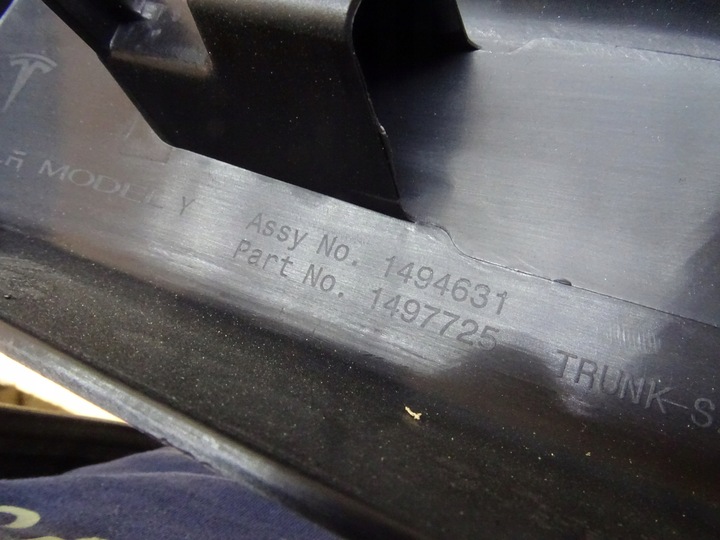 MODEL Y
Assy No. 1494631
Part No. 1497725
TRUNK-S